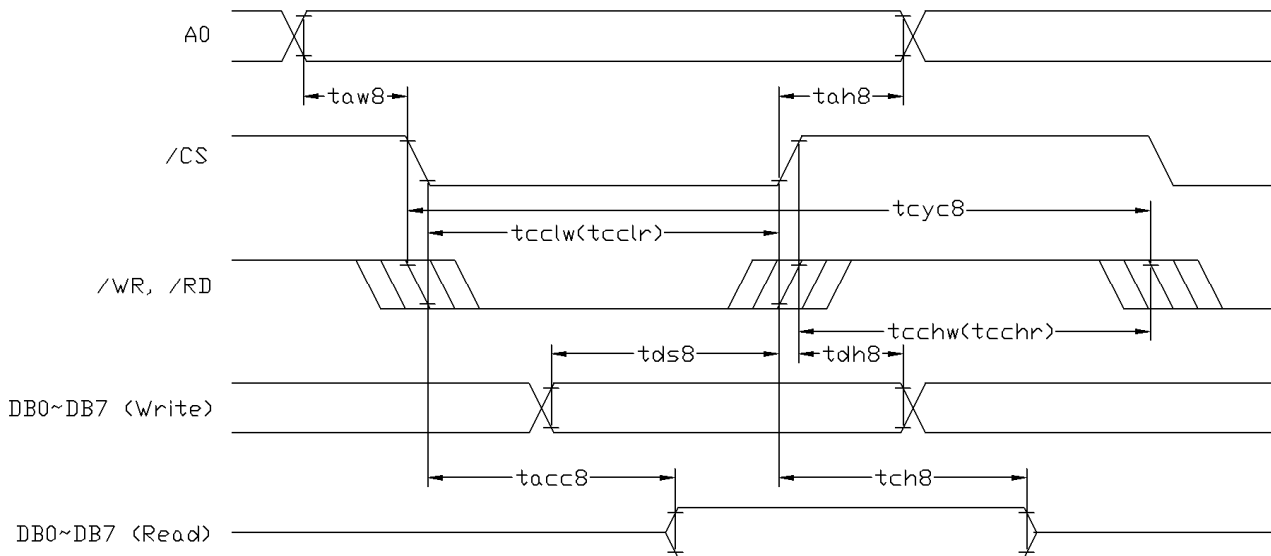 A0
taw8 tah8
/CS
tcyc8
tcclw(tcclr)
/WR, /RD
tcchw(tcchr)
tds8 tdh8
DB0~DB7 (Write)
tacc8 tch8
DB0~DB7 (Read)